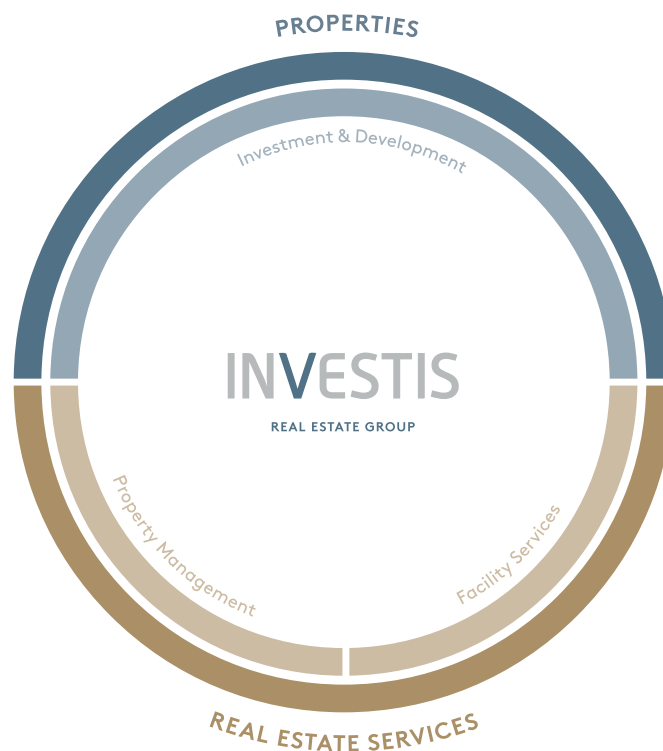 PROPERTIES
Investment & Development
INVESTIS
REAL ESTATE GROUP
Property Management
Facility Services
REAL ESTATE SERVICES